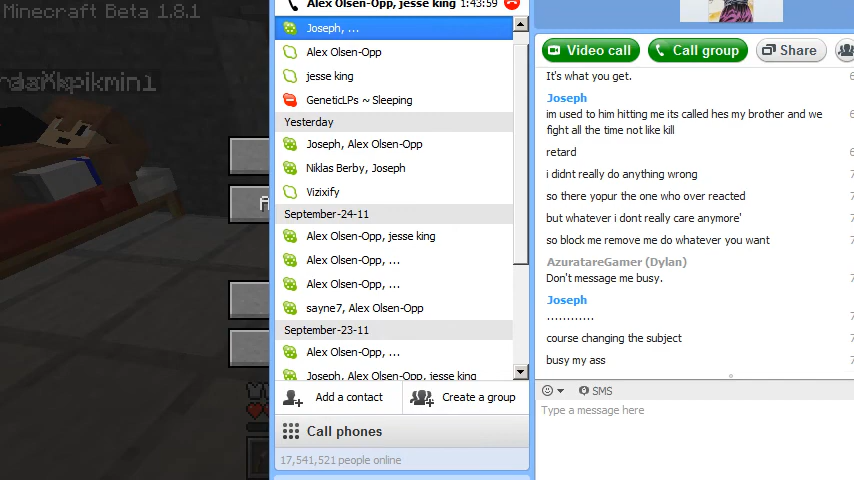 Minecraft Beta 1.8.1
Alex Olsen-Opp, jesse king 1:43:59
Joseph, ...
Alex Olsen-Opp
jesse king
GeneticLPs ~ Sleeping
Yesterday
Joseph, Alex Olsen-Opp
Niklas Berby, Joseph
Vizixify
September-24-11
Alex Olsen-Opp, jesse king
Alex Olsen-Opp, ...
Alex Olsen-Opp, ...
sayne7, Alex Olsen-Opp
September-23-11
Alex Olsen-Opp, ...
Joseph, Alex Olsen-Opp, jesse king
Add a contact
Create a group
Call phones
17,541,521 people online
Video call
Call group
Share
It's what you get.
Joseph
im used to him hitting me its called hes my brother and we
fight all the time not like kill
retard
i didnt really do anything wrong
so there yopur the one who over reacted
but whatever i dont really care anymore'
so block me remove me do whatever you want
AzuratareGamer (Dylan)
Don't message me busy.
Joseph
............
course changing the subject
busy my ass
SMS
Type a message here